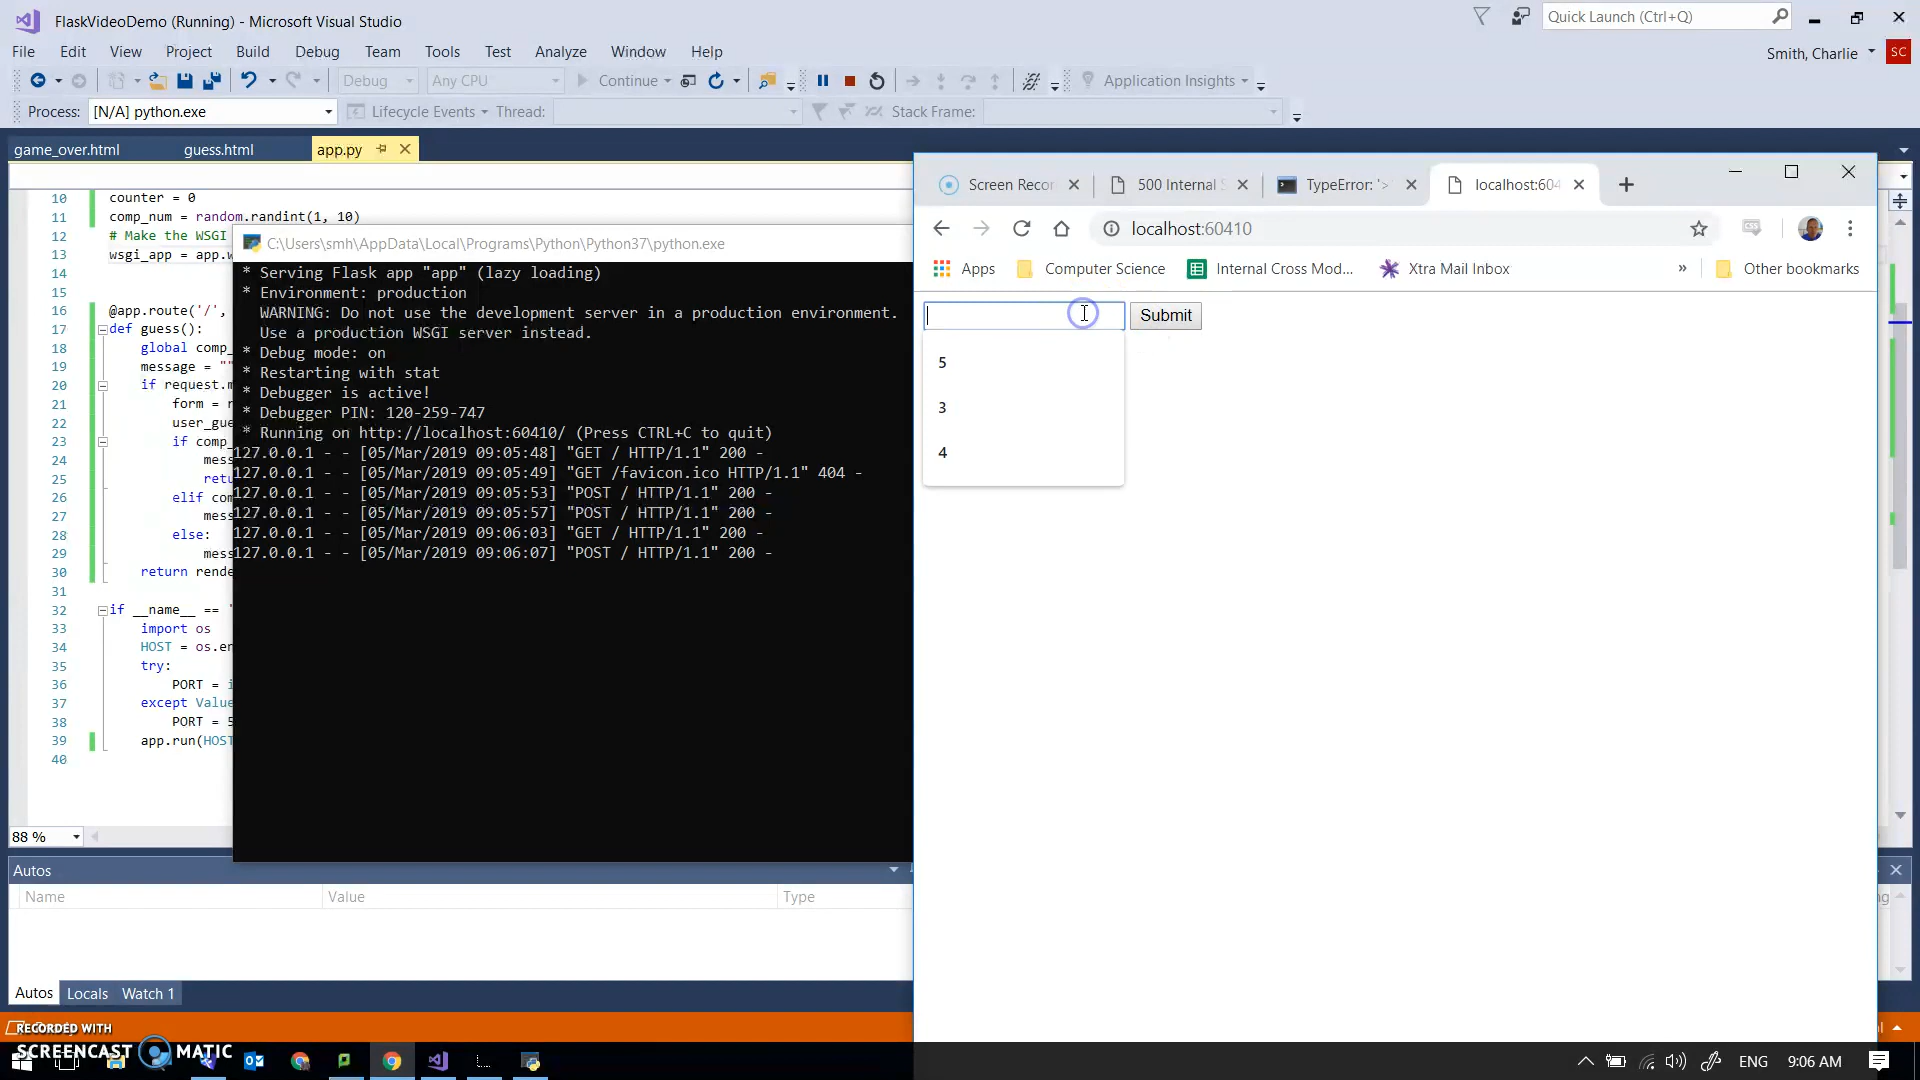 FlaskVideoDemo (Running) - Microsoft Visual Studio
Quick Launch (Ctrl+Q)
File Edit View Project Build Debug Team Tools Test Analyze Window Help
Smith, Charlie SC
Debug Any CPU Continue Application Insights
Process: [N/A] python.exe Lifecycle Events Thread: Stack Frame:
game_over.html guess.html app.py
10 counter = 0
11 comp_num = random.randint(1, 10)
12 # Make the WSGI
13 wsgi_app = app.w
14
15
16 @app.route('/',
17 def guess():
18 global comp_
19 message = ""
20 if request.m
21 form = r
22 user_gu
23 if comp_
24 mess
25 retu
26 elif com
27 mess
28 else:
29 mess
30 return rende
31
32 if __name__ == '
33 import os
34 HOST = os.en
35 try:
36 PORT = i
37 except Value
38 PORT = 5
39 app.run(HOST
40
88 %
C:\Users\smh\AppData\Local\Programs\Python\Python37\python.exe
* Serving Flask app "app" (lazy loading)
* Environment: production
WARNING: Do not use the development server in a production environment.
Use a production WSGI server instead.
* Debug mode: on
* Restarting with stat
* Debugger is active!
* Debugger PIN: 120-259-747
* Running on http://localhost:60410/ (Press CTRL+C to quit)
127.0.0.1 - - [05/Mar/2019 09:05:48] "GET / HTTP/1.1" 200 -
127.0.0.1 - - [05/Mar/2019 09:05:49] "GET /favicon.ico HTTP/1.1" 404 -
127.0.0.1 - - [05/Mar/2019 09:05:53] "POST / HTTP/1.1" 200 -
127.0.0.1 - - [05/Mar/2019 09:05:57] "POST / HTTP/1.1" 200 -
127.0.0.1 - - [05/Mar/2019 09:06:03] "GET / HTTP/1.1" 200 -
127.0.0.1 - - [05/Mar/2019 09:06:07] "POST / HTTP/1.1" 200 -
Screen Recor 500 Internal S TypeError: '> localhost:604
localhost:60410
Apps Computer Science Internal Cross Mod... Xtra Mail Inbox » Other bookmarks
Submit
5
3
4
Autos
Name Value Type
Autos Locals Watch 1
RECORDED WITH
SCREENCAST MATIC
ENG 9:06 AM